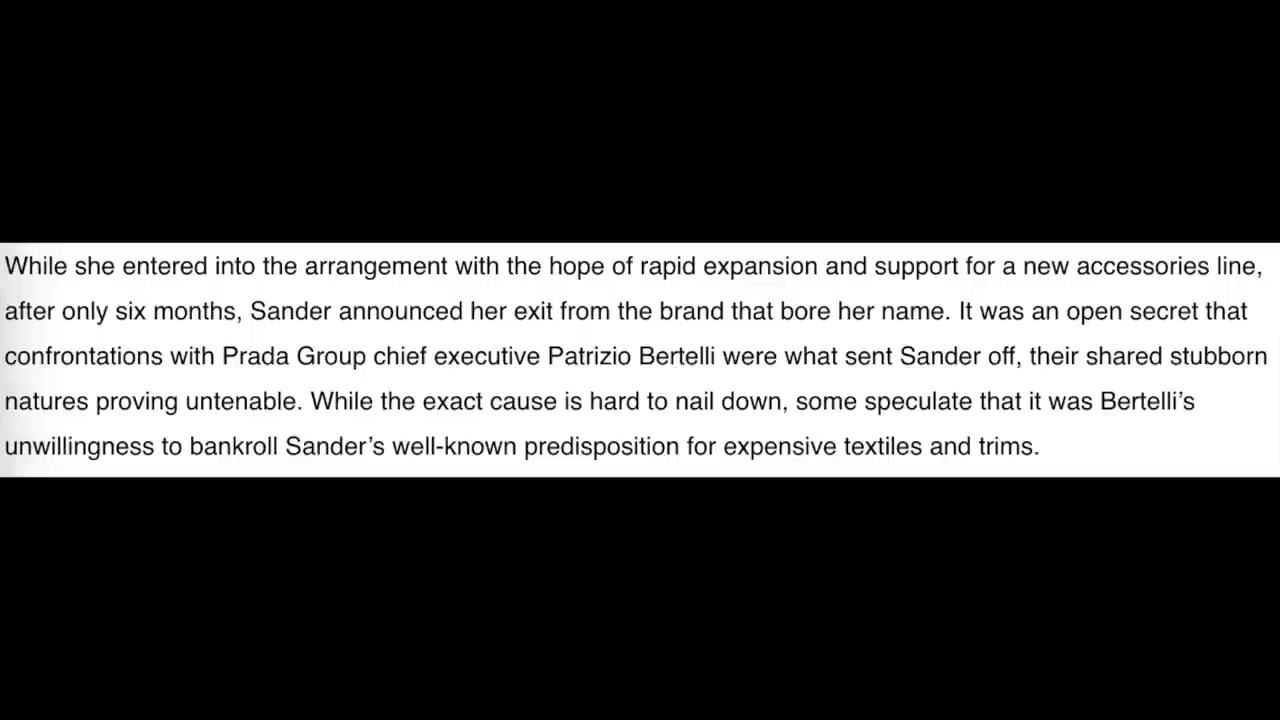 While she entered into the arrangement with the hope of rapid expansion and support for a new accessories line,
after only six months, Sander announced her exit from the brand that bore her name. It was an open secret that
confrontations with Prada Group chief executive Patrizio Bertelli were what sent Sander off, their shared stubborn
natures proving untenable. While the exact cause is hard to nail down, some speculate that it was Bertelli’s
unwillingness to bankroll Sander’s well-known predisposition for expensive textiles and trims.